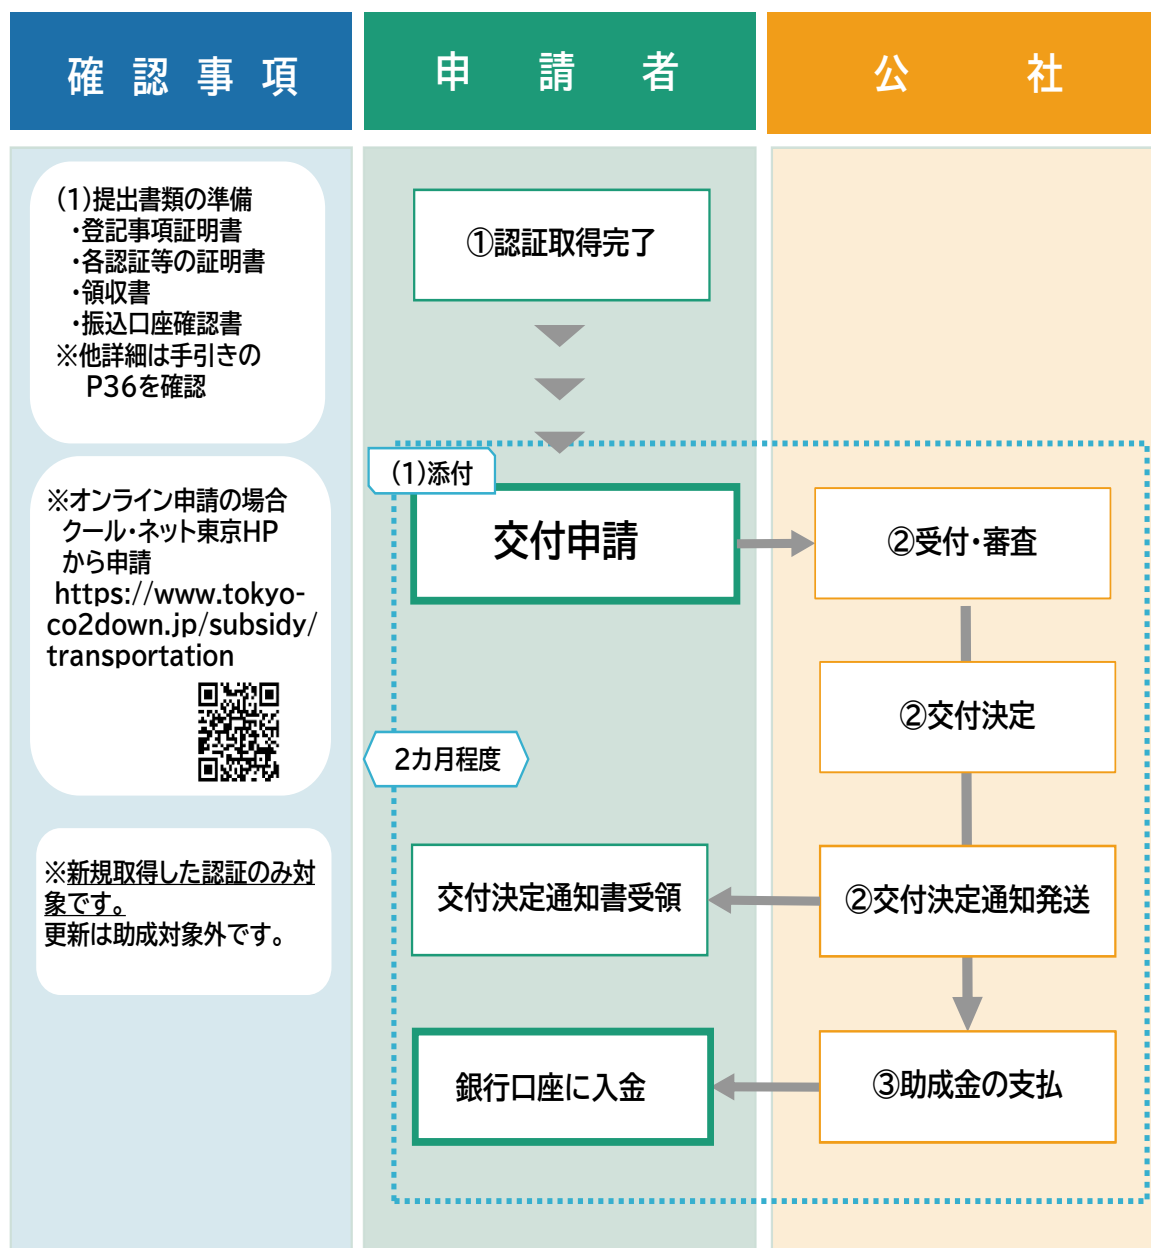 確認事項
申請者
公社
(1)提出書類の準備
・登記事項証明書
・各認証等の証明書
・領収書
・振込口座確認書
※他詳細は手引きの
P36を確認
※オンライン申請の場合
クール・ネット東京HP
から申請
https://www.tokyo-
co2down.jp/subsidy/
transportation
※新規取得した認証のみ対
象です。
更新は助成対象外です。
①認証取得完了
(1)添付
交付申請
②受付・審査
②交付決定
2カ月程度
交付決定通知書受領
②交付決定通知発送
銀行口座に入金
③助成金の支払